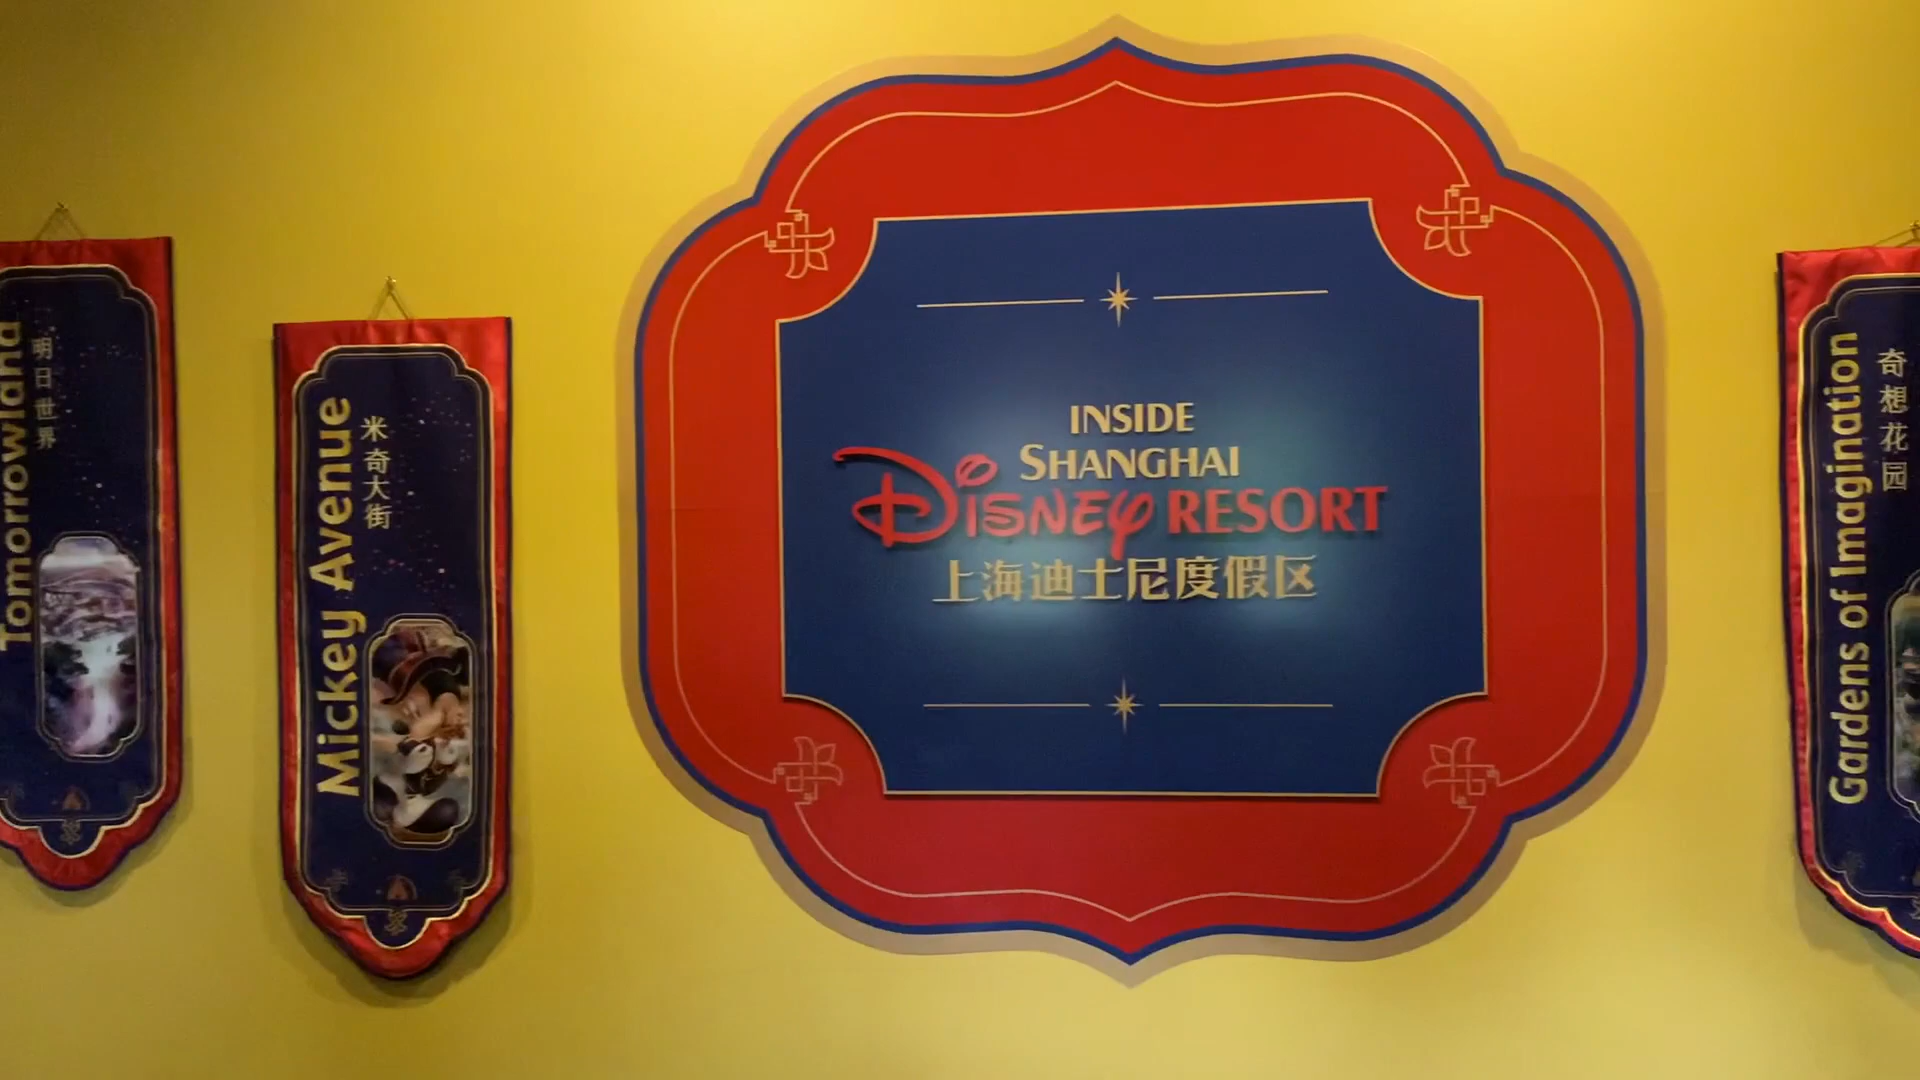 Tomorrowland
明日世界
Mickey Avenue
米奇大街
INSIDE
SHANGHAI
DISNEY RESORT
上海迪士尼度假区
Gardens of Imagination
奇想花园